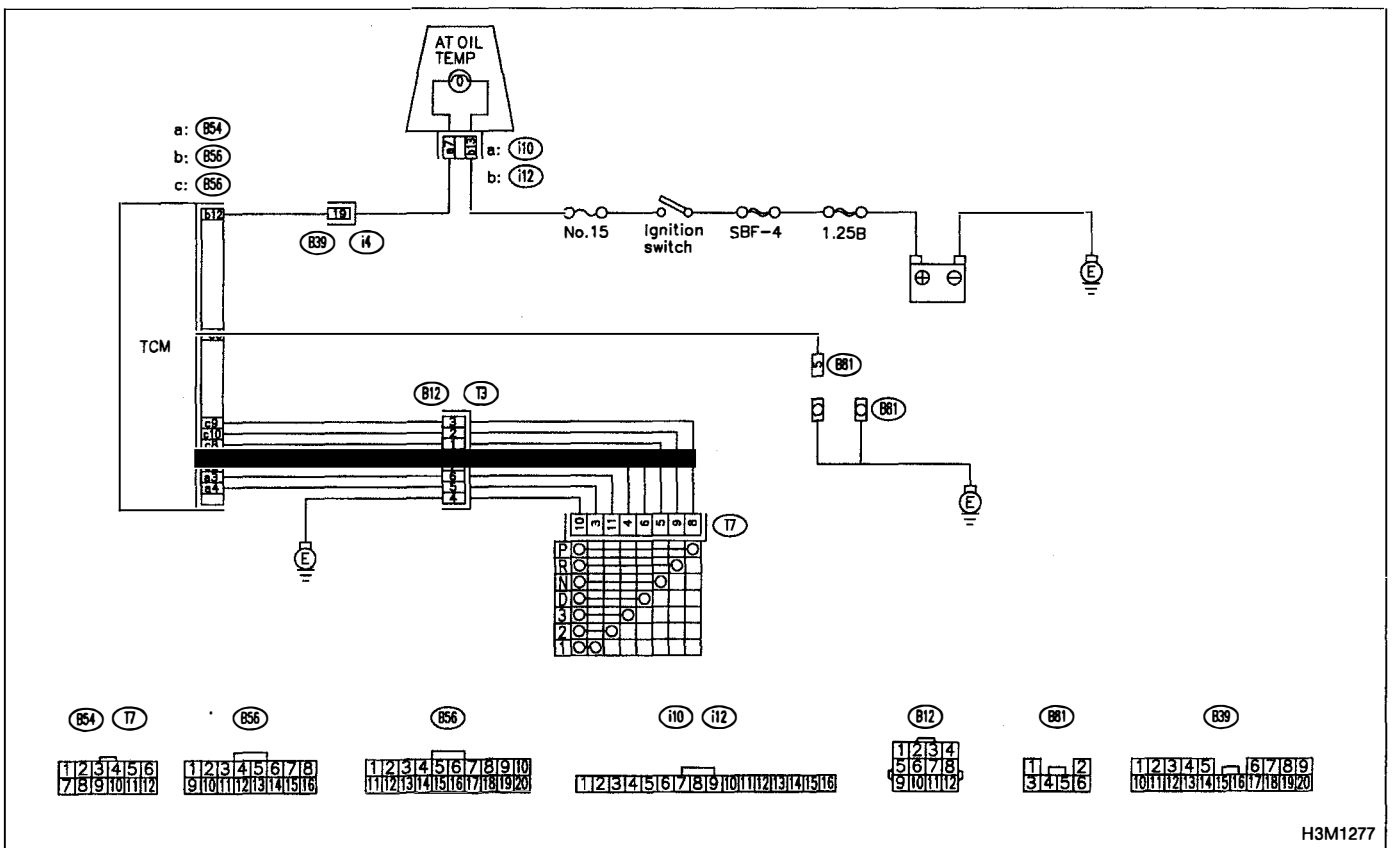 AT OIL
TEMP
a7 b13
a: i10
b: i12
a: B54
b: B56
c: B56
b12
19
B39 i4
No.15
ignition
switch
SBF-4
1.25B
⊕ ⊖
E
TCM
5
B81
B81
B12 T3
c9 3
c10 2
c8 1
a3 6
a4 5
4
E
E
10 3 11 4 6 5 9 8
T7
P
R
N
D
3
2
1
B54 T7
B56
B56
i10 i12
B12
B81
B39
1 2 3 4 5 6
7 8 9 10 11 12
1 2 3 4 5 6 7 8
9 10 11 12 13 14 15 16
1 2 3 4 5 6 7 8 9 10
11 12 13 14 15 16 17 18 19 20
1 2 3 4 5 6 7 8 9 10 11 12 13 14 15 16
1 2 3 4
5 6 7 8
9 10 11 12
1 2
3 4 5 6
1 2 3 4 5 6 7 8 9
10 11 12 13 14 15 16 17 18 19 20
H3M1277